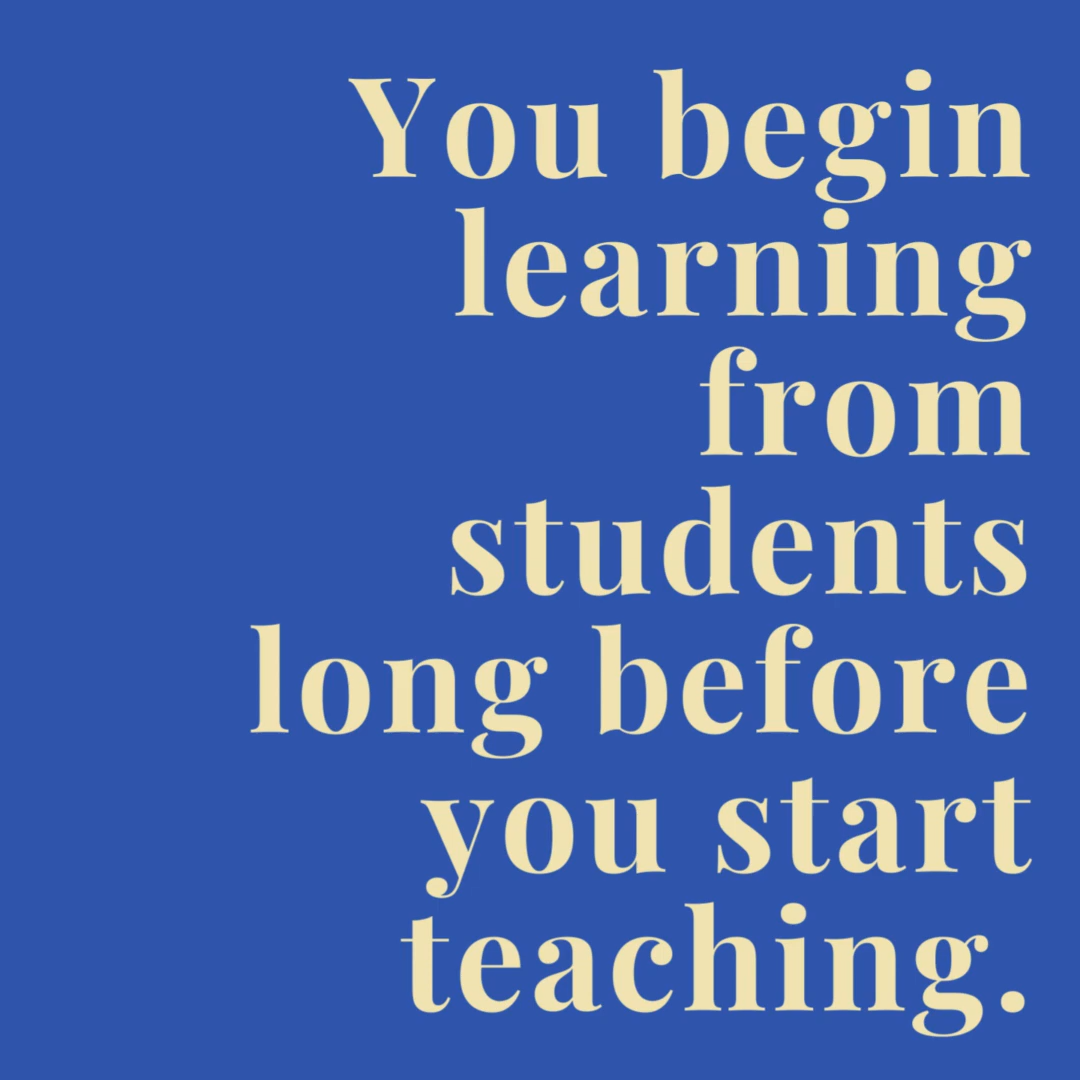 You begin
learning
from
students
long before
you start
teaching.